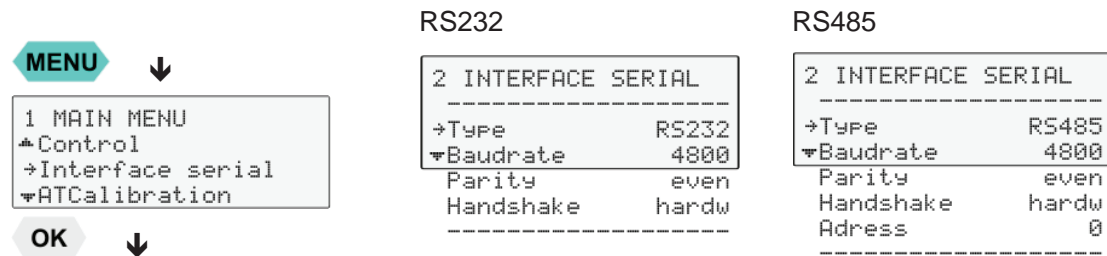 MENU
1 MAIN MENU
Control
→Interface serial
ATCalibration
OK
RS232
2 INTERFACE SERIAL
--------------------
→Type RS232
Baudrate 4800
Parity even
Handshake hardw
--------------------
RS485
2 INTERFACE SERIAL
--------------------
→Type RS485
Baudrate 4800
Parity even
Handshake hardw
Adress 0
--------------------